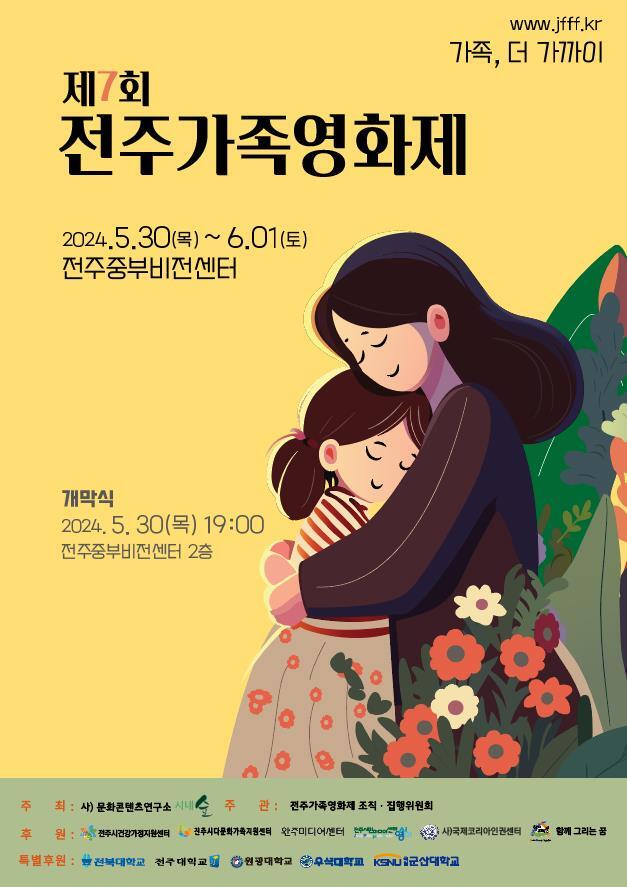 www.jfff.kr
가족, 더 가까이
제7회
전주가족영화제
2024.5.30(목) ~ 6.01(토)
전주중부비전센터
개막식
2024. 5. 30(목) 19:00
전주중부비전센터 2층
주 최 : 사) 문화콘텐츠연구소 시네숲 주 관 : 전주가족영화제 조직 · 집행위원회
후 원 : 전주시건강가정지원센터 전주시다문화가족지원센터 완주미디어센터 사)국제코리아인권센터 함께 그리는 꿈
특별후원 : 전북대학교 전주대학교 원광대학교 우석대학교 KSNU 국립군산대학교